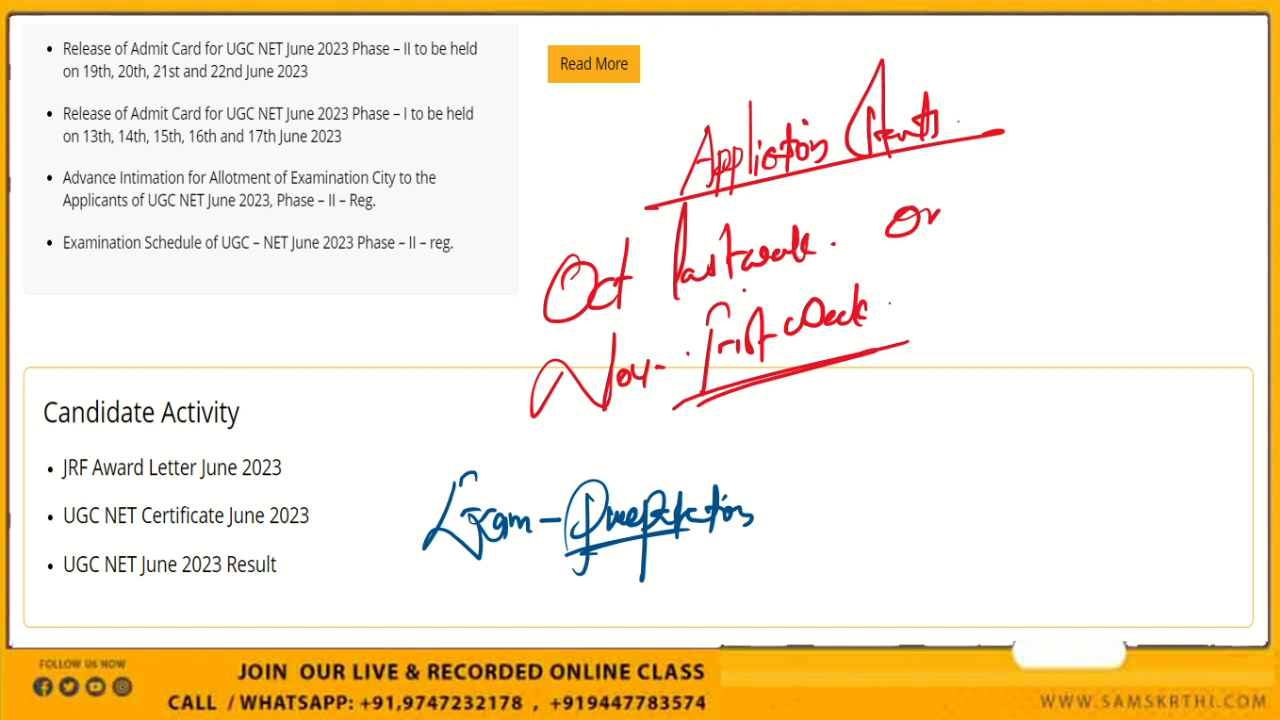 Release of Admit Card for UGC NET June 2023 Phase – II to be held
on 19th, 20th, 21st and 22nd June 2023
Release of Admit Card for UGC NET June 2023 Phase – I to be held
on 13th, 14th, 15th, 16th and 17th June 2023
Advance Intimation for Allotment of Examination City to the
Applicants of UGC NET June 2023, Phase – II – Reg.
Examination Schedule of UGC – NET June 2023 Phase – II – reg.
Read More
Application
Oct last week. or
Nov - first week.
Candidate Activity
JRF Award Letter June 2023
UGC NET Certificate June 2023
UGC NET June 2023 Result
Exam - Preparation
FOLLOW US NOW
JOIN OUR LIVE & RECORDED ONLINE CLASS
CALL / WHATSAPP: +91,9747232178 , +919447783574
WWW.SAMSKRTHI.COM